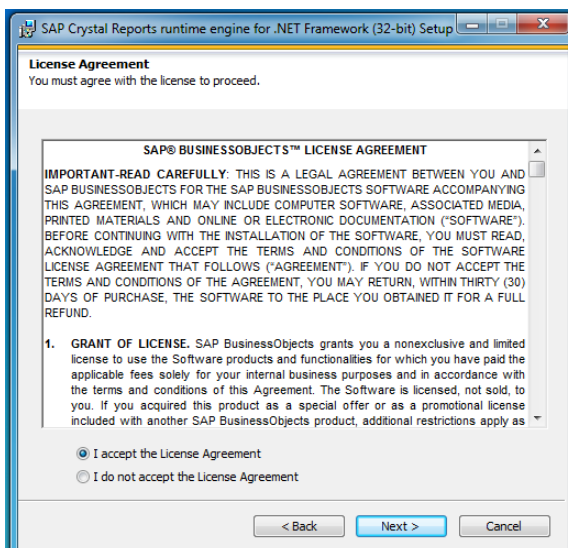 SAP Crystal Reports runtime engine for .NET Framework (32-bit) Setup
License Agreement
You must agree with the license to proceed.
SAP® BUSINESSOBJECTS™ LICENSE AGREEMENT
IMPORTANT-READ CAREFULLY: THIS IS A LEGAL AGREEMENT BETWEEN YOU AND
SAP BUSINESSOBJECTS FOR THE SAP BUSINESSOBJECTS SOFTWARE ACCOMPANYING
THIS AGREEMENT, WHICH MAY INCLUDE COMPUTER SOFTWARE, ASSOCIATED MEDIA,
PRINTED MATERIALS AND ONLINE OR ELECTRONIC DOCUMENTATION ("SOFTWARE").
BEFORE CONTINUING WITH THE INSTALLATION OF THE SOFTWARE, YOU MUST READ,
ACKNOWLEDGE AND ACCEPT THE TERMS AND CONDITIONS OF THE SOFTWARE
LICENSE AGREEMENT THAT FOLLOWS ("AGREEMENT"). IF YOU DO NOT ACCEPT THE
TERMS AND CONDITIONS OF THE AGREEMENT, YOU MAY RETURN, WITHIN THIRTY (30)
DAYS OF PURCHASE, THE SOFTWARE TO THE PLACE YOU OBTAINED IT FOR A FULL
REFUND.
1. GRANT OF LICENSE. SAP BusinessObjects grants you a nonexclusive and limited
license to use the Software products and functionalities for which you have paid the
applicable fees solely for your internal business purposes and in accordance with
the terms and conditions of this Agreement. The Software is licensed, not sold, to
you. If you acquired this product as a special offer or as a promotional license
included with another SAP BusinessObjects product, additional restrictions apply as
I accept the License Agreement
I do not accept the License Agreement
< Back
Next >
Cancel